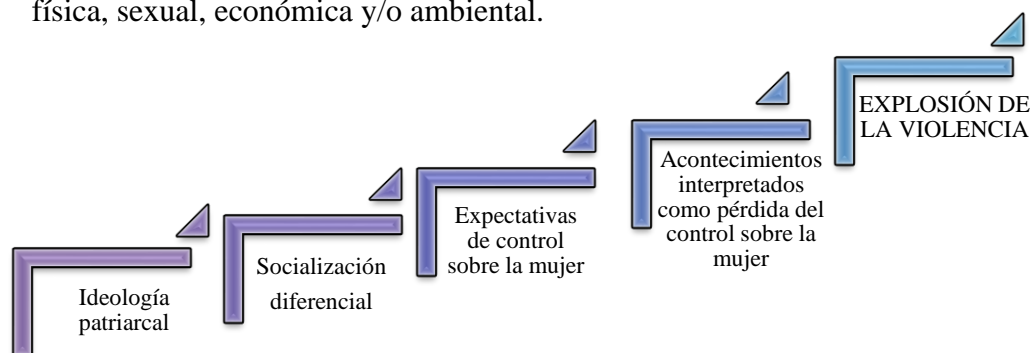 física, sexual, económica y/o ambiental.
Ideología
patriarcal
Socialización
diferencial
Expectativas
de control
sobre la mujer
Acontecimientos
interpretados
como pérdida del
control sobre la
mujer
EXPLOSIÓN DE
LA VIOLENCIA